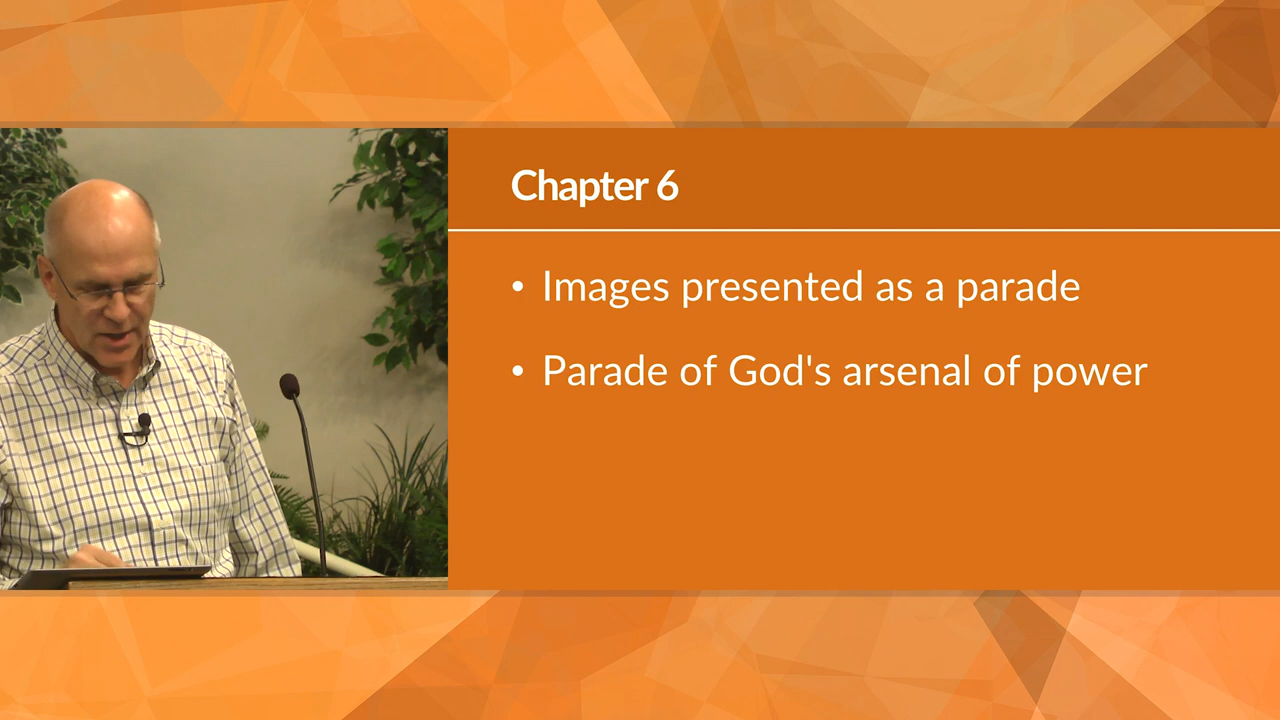 Chapter 6
• Images presented as a parade
• Parade of God's arsenal of power